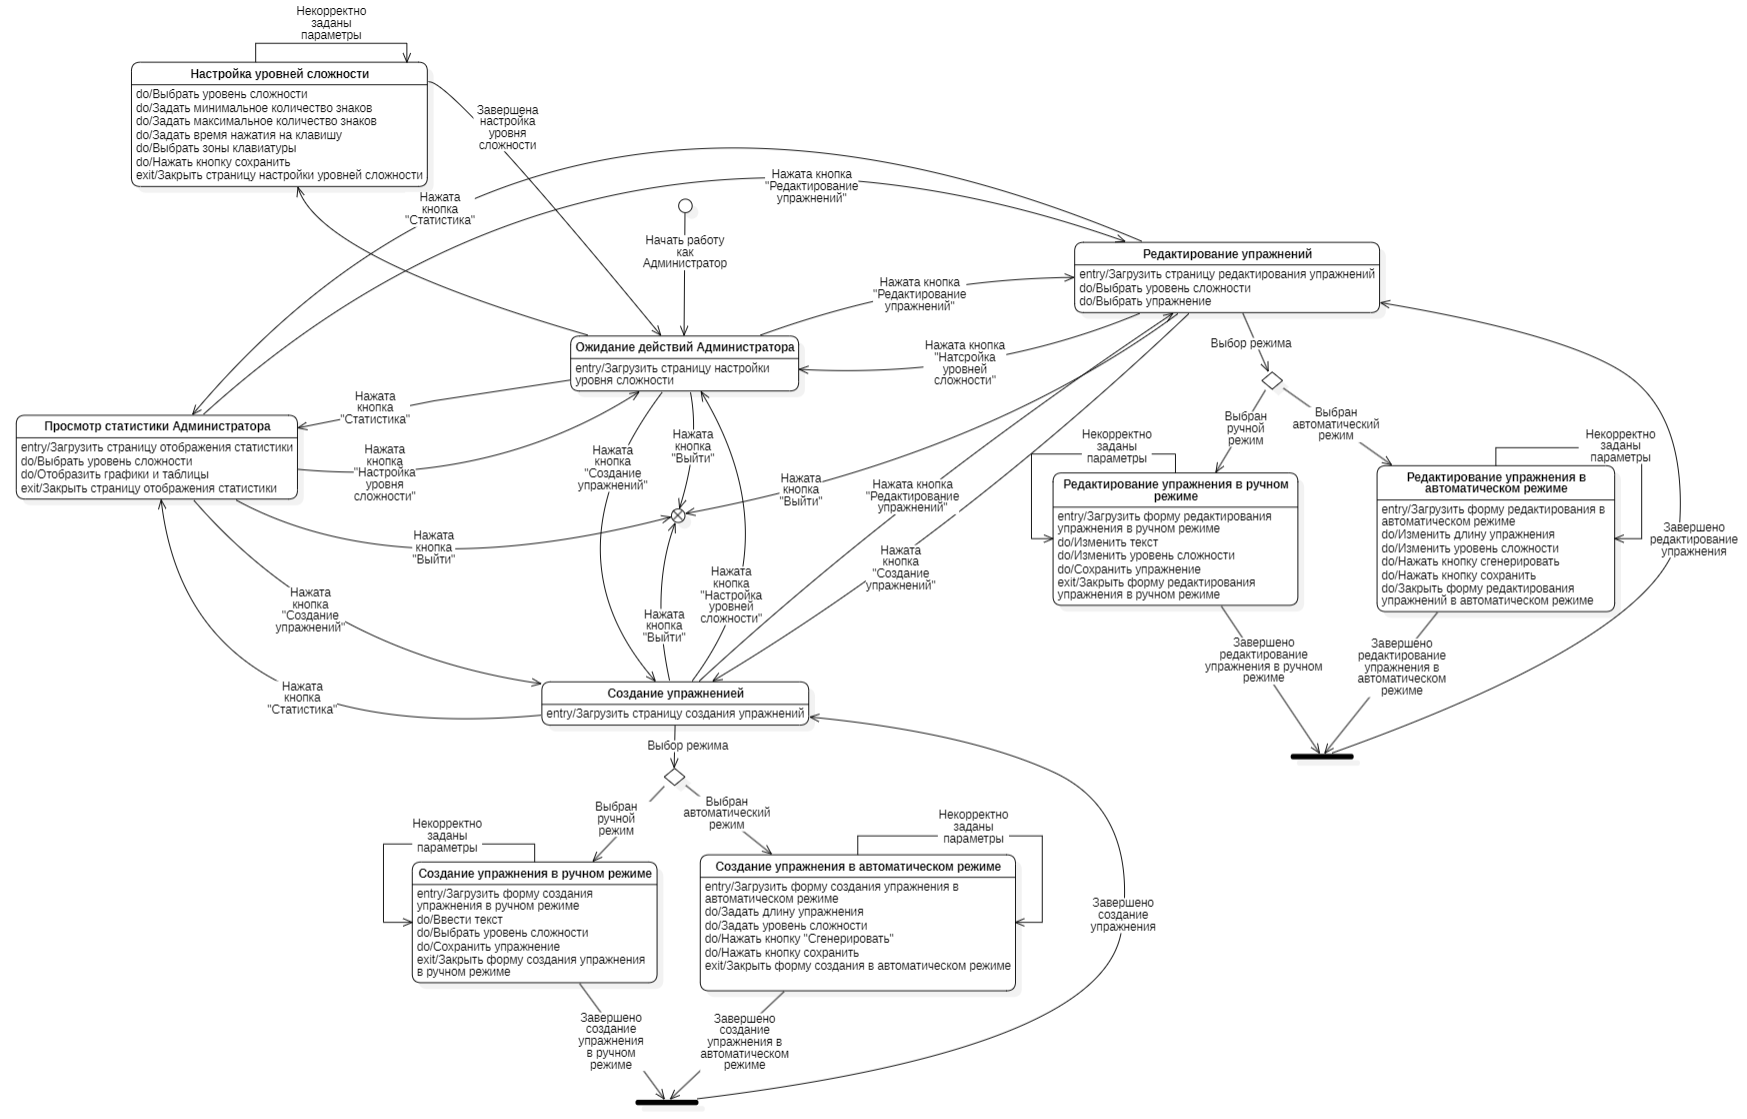 Некорректно
заданы
параметры
Настройка уровней сложности
do/Выбрать уровень сложности
do/Задать минимальное количество знаков
do/Задать максимальное количество знаков
do/Задать время нажатия на клавишу
do/Выбрать зоны клавиатуры
do/Нажать кнопку сохранить
exit/Закрыть страницу настройки уровней сложности
Завершена
настройка
уровня
сложности
Нажата
кнопка
"Статистика"
Нажата кнопка
"Редактирование
упражнений"
Начать работу
как
Администратор
Нажата кнопка
"Редактирование
упражнений"
Редактирование упражнений
entry/Загрузить страницу редактирования упражнений
do/Выбрать уровень сложности
do/Выбрать упражнение
Ожидание действий Администратора
entry/Загрузить страницу настройки
уровня сложности
Нажата кнопка
"Натсройка
уровней
сложности"
Выбор режима
Нажата
кнопка
"Статистика"
Просмотр статистики Администратора
entry/Загрузить страницу отображения статистики
do/Выбрать уровень сложности
do/Отобразить графики и таблицы
exit/Закрыть страницу отображения статистики
Нажата
кнопка
"Настройка
уровня
сложности"
Нажата
кнопка
"Создание
упражнений"
Нажата
кнопка
"Выйти"
Нажата
кнопка
"Выйти"
Нажата кнопка
"Редактирование
упражнений"
Выбран
ручной
режим
Выбран
автоматический
режим
Некорректно
заданы
параметры
Некорректно
заданы
параметры
Редактирование упражнения в ручном
режиме
entry/Загрузить форму редактирования
упражнения в ручном режиме
do/Изменить текст
do/Изменить уровень сложности
do/Сохранить упражнение
exit/Закрыть форму редактирования
упражнения в ручном режиме
Редактирование упражнения в
автоматическом режиме
entry/Загрузить форму редактирования в
автоматическом режиме
do/Изменить длину упражнения
do/Изменить уровень сложности
do/Нажать кнопку сгенерировать
do/Нажать кнопку сохранить
do/Закрыть форму редактирования
упражнений в автоматическом режиме
Завершено
редактирование
упражнения
Нажата
кнопка
"Выйти"
Нажата
кнопка
"Создание
упражнений"
Нажата
кнопка
"Настройка
уровней
сложности"
Нажата
кнопка
"Создание
упражнений"
Нажата
кнопка
"Выйти"
Завершено
редактирование
упражнения в ручном
режиме
Завершено
редактирование
упражнения в
автоматическом
режиме
Нажата
кнопка
"Статистика"
Создание упражненией
entry/Загрузить страницу создания упражнений
Выбор режима
Выбран
ручной
режим
Выбран
автоматический
режим
Некорректно
заданы
параметры
Некорректно
заданы
параметры
Создание упражнения в ручном режиме
entry/Загрузить форму создания
упражнения в ручном режиме
do/Ввести текст
do/Выбрать уровень сложности
do/Сохранить упражнение
exit/Закрыть форму создания упражнения
в ручном режиме
Создание упражнения в автоматическом режиме
entry/Загрузить форму создания упражнения в
автоматическом режиме
do/Задать длину упражнения
do/Задать уровень сложности
do/Нажать кнопку "Сгенерировать"
do/Нажать кнопку сохранить
exit/Закрыть форму создания в автоматическом режиме
Завершено
создание
упражнения
Завершено
создание
упражнения
в ручном
режиме
Завершено
создание
упражнения в
автоматическом
режиме